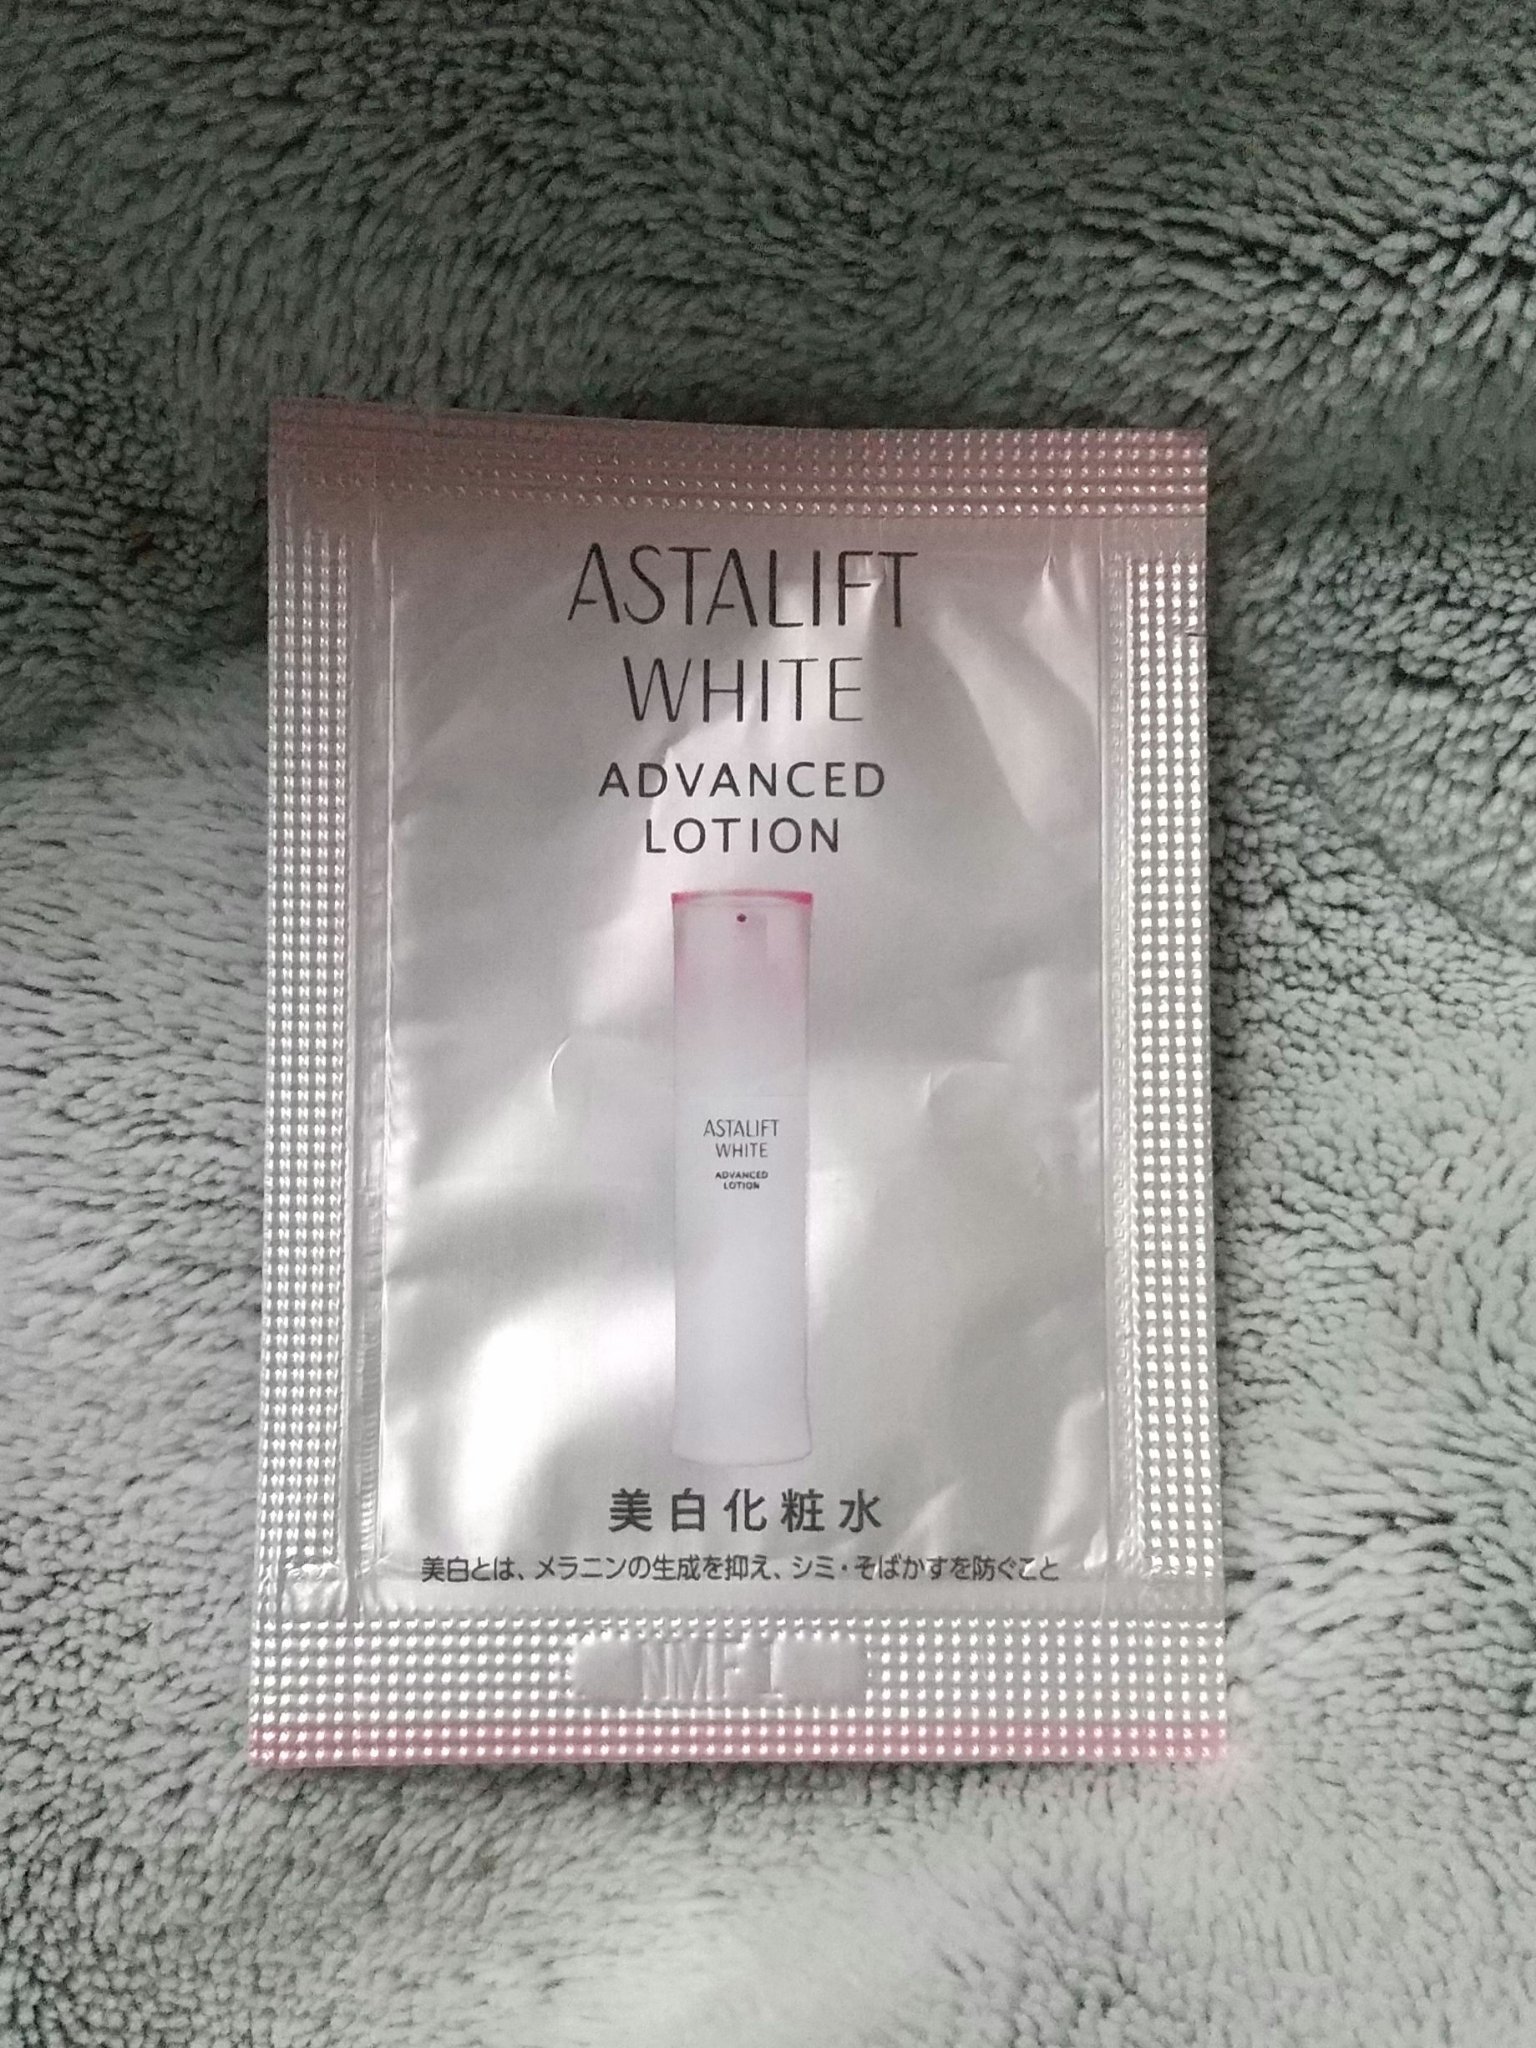 ASTALIFT
WHITE
ADVANCED
LOTION
ASTALIFT
WHITE
ADVANCED
LOTION
美白化粧水
美白とは、メラニンの生成を抑え、シミ・そばかすを防ぐこと
NMF1